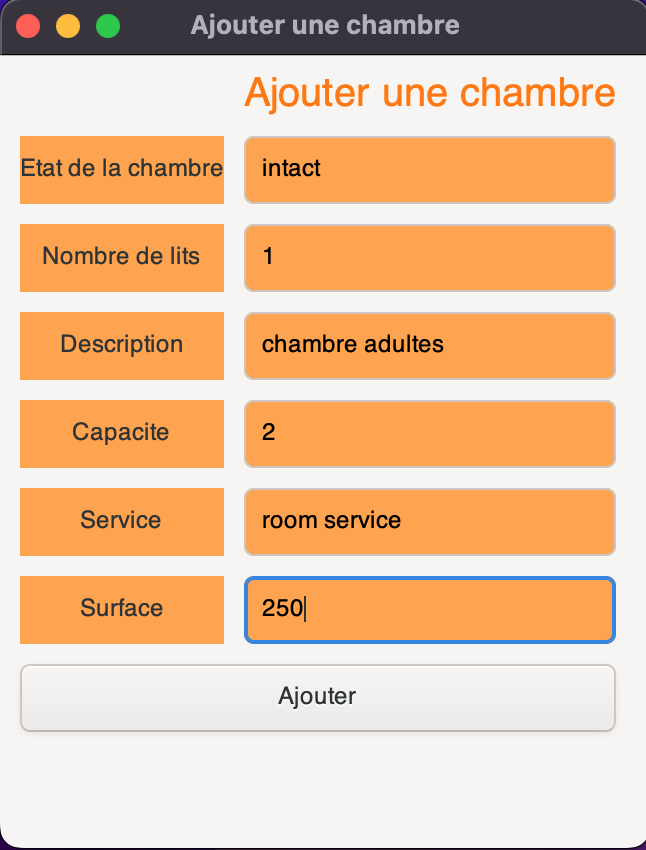 Ajouter une chambre
Ajouter une chambre
Etat de la chambre intact
Nombre de lits 1
Description chambre adultes
Capacite 2
Service room service
Surface 250
Ajouter